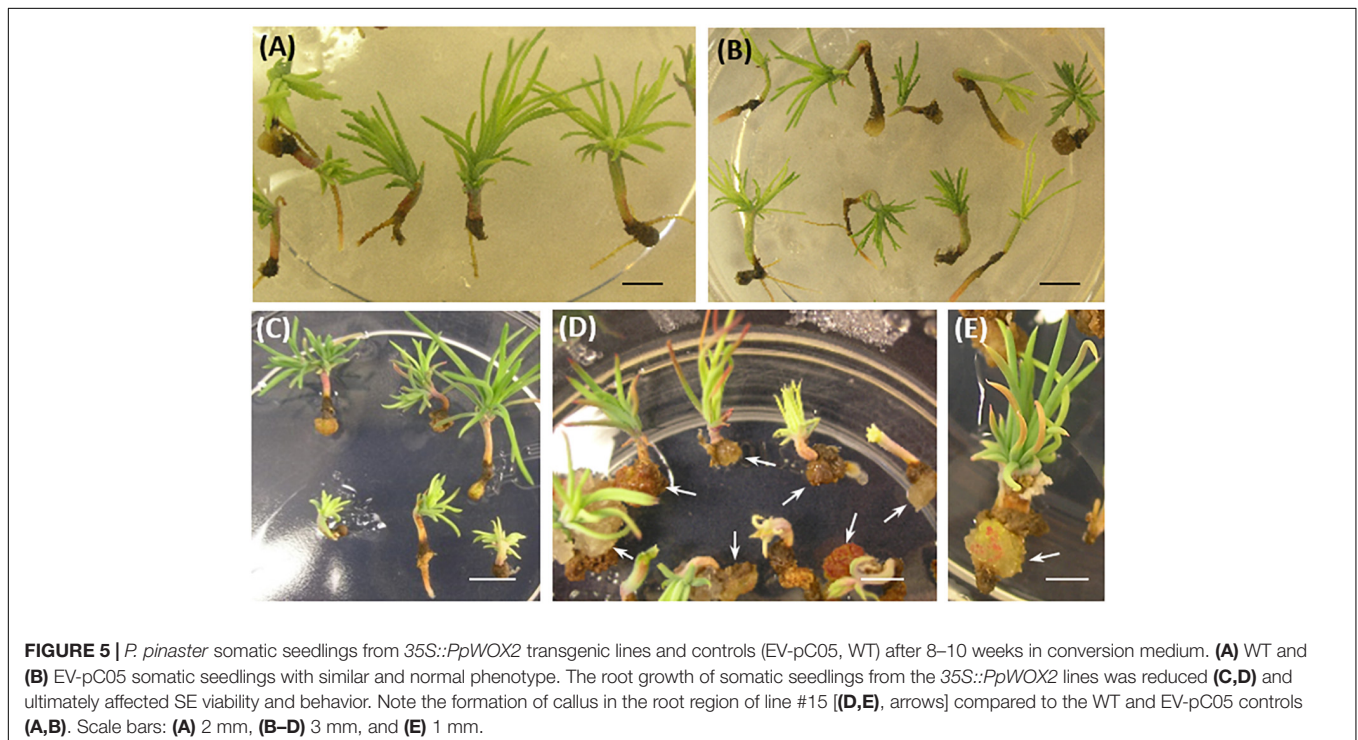 (A)
(B)
(C)
(D)
(E)
FIGURE 5 | P. pinaster somatic seedlings from 35S::PpWOX2 transgenic lines and controls (EV-pC05, WT) after 8–10 weeks in conversion medium. (A) WT and
(B) EV-pC05 somatic seedlings with similar and normal phenotype. The root growth of somatic seedlings from the 35S::PpWOX2 lines was reduced (C,D) and
ultimately affected SE viability and behavior. Note the formation of callus in the root region of line #15 [(D,E), arrows] compared to the WT and EV-pC05 controls
(A,B). Scale bars: (A) 2 mm, (B–D) 3 mm, and (E) 1 mm.